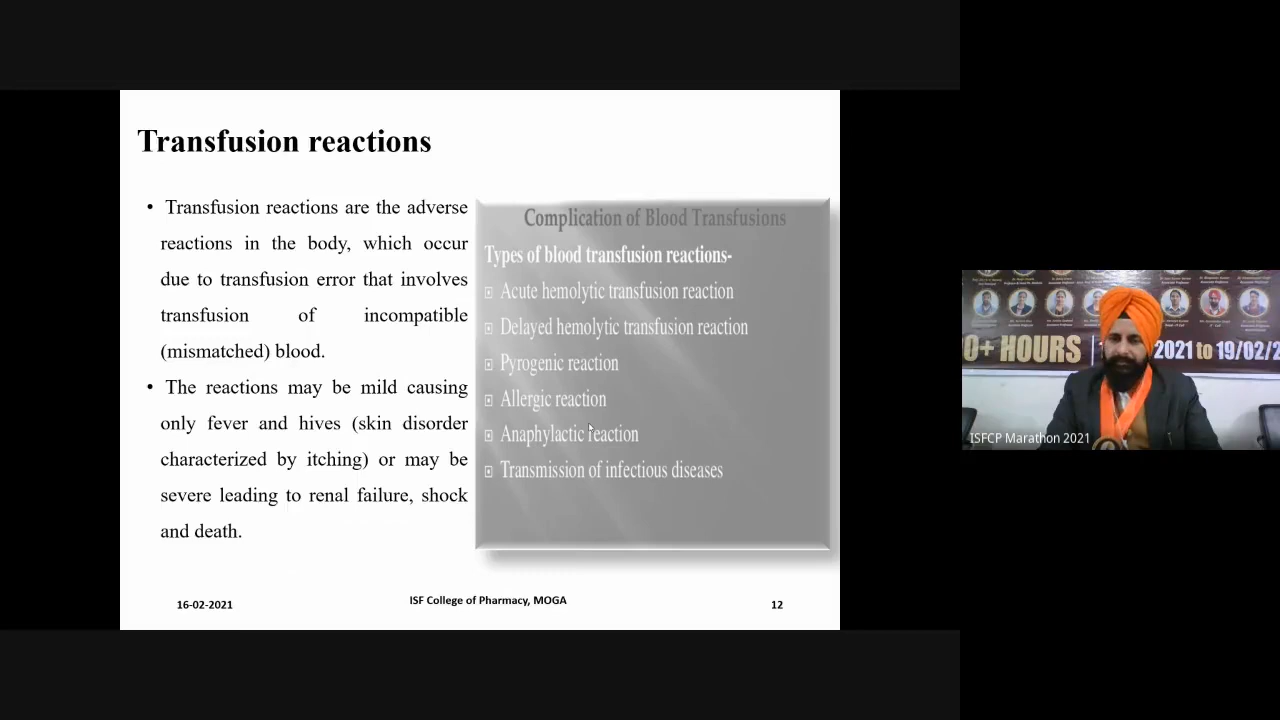 Transfusion reactions
• Transfusion reactions are the adverse
reactions in the body, which occur
due to transfusion error that involves
transfusion of incompatible
(mismatched) blood.
• The reactions may be mild causing
only fever and hives (skin disorder
characterized by itching) or may be
severe leading to renal failure, shock
and death.
Complication of Blood Transfusions
Types of blood transfusion reactions-
Acute hemolytic transfusion reaction
Delayed hemolytic transfusion reaction
Pyrogenic reaction
Allergic reaction
Anaphylactic reaction
Transmission of infectious diseases
16-02-2021
ISF College of Pharmacy, MOGA
12
0+ HOURS
2021 to 19/02/2
ISFCP Marathon 2021